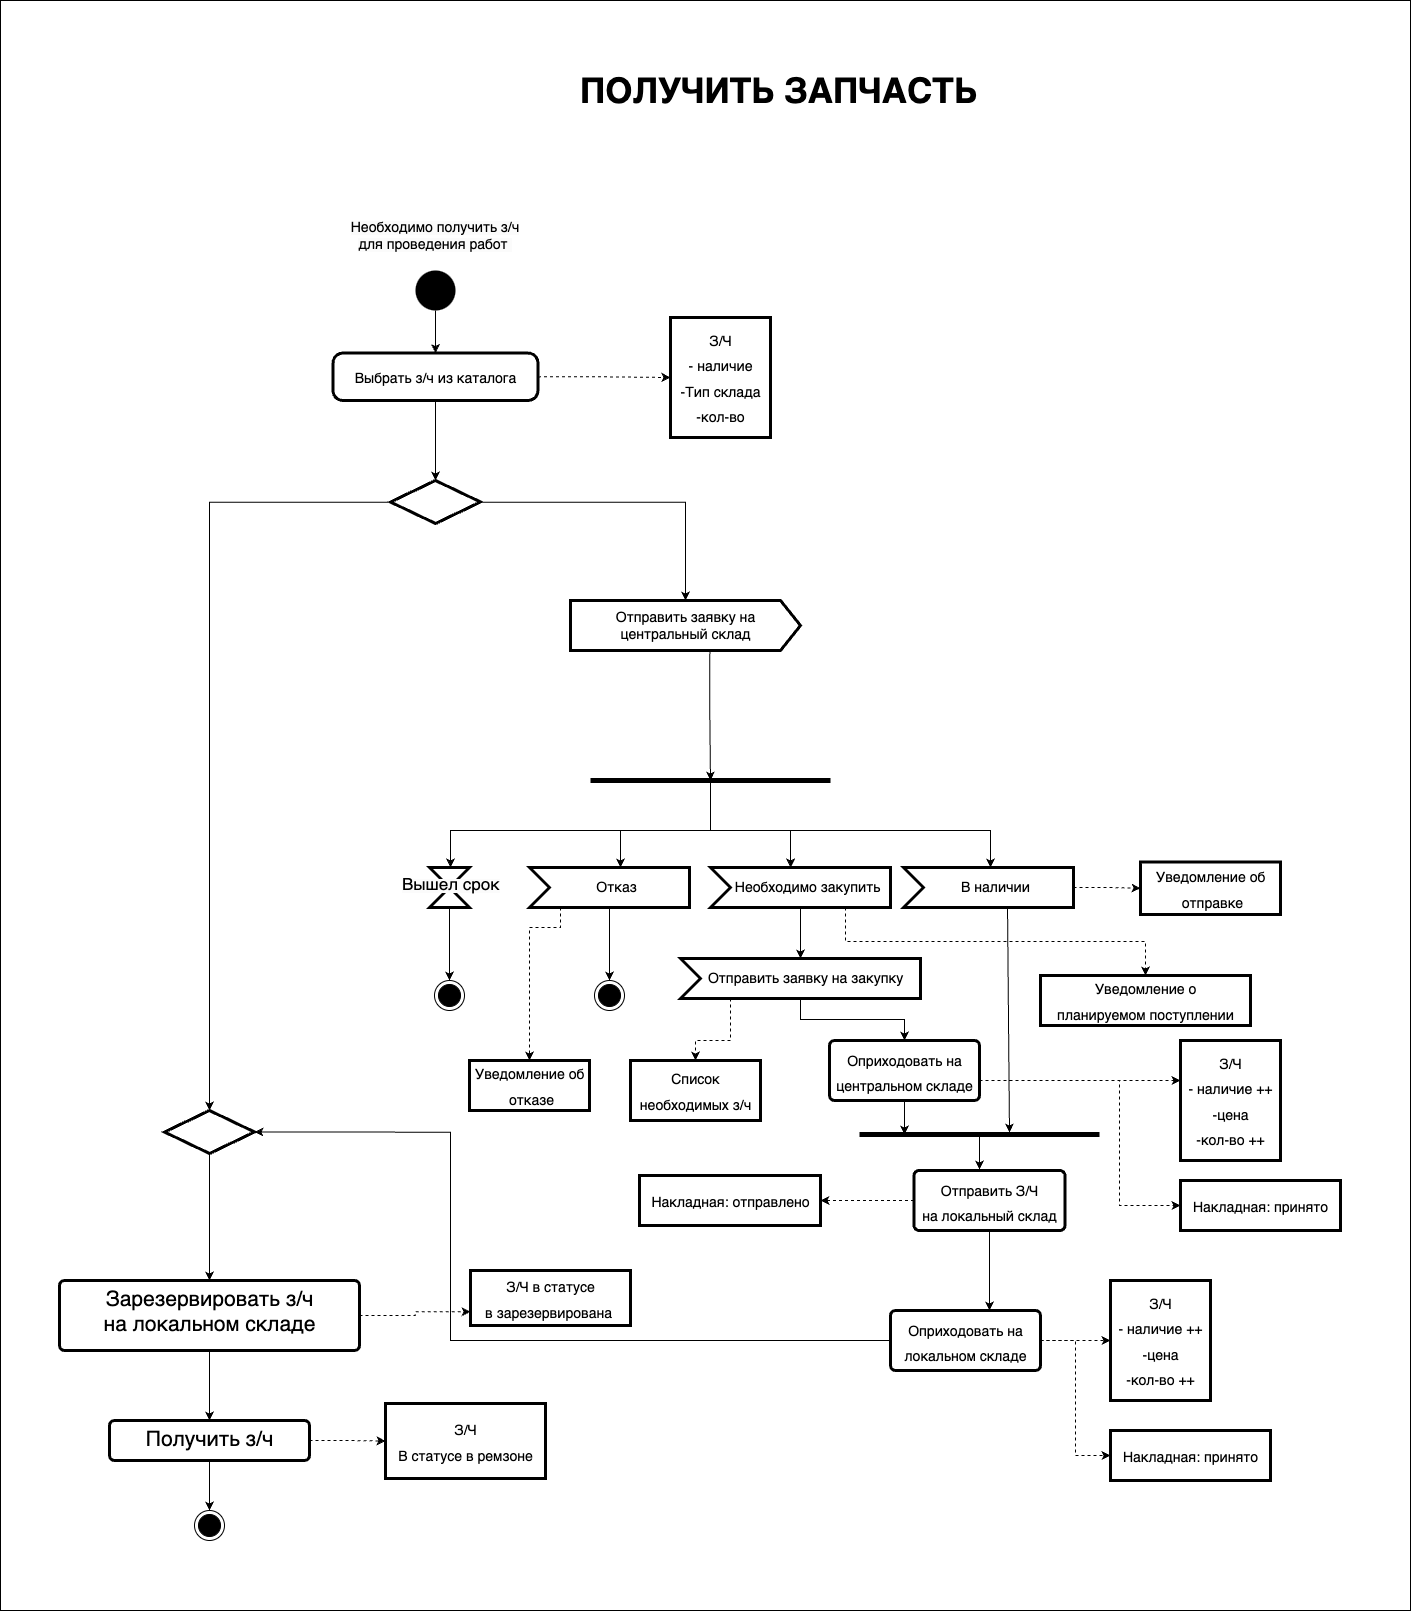 ПОЛУЧИТЬ ЗАПЧАСТЬ
Необходимо получить з/ч
для проведения работ
Выбрать з/ч из каталога
З/Ч
- наличие
-Тип склада
-кол-во
Отправить заявку на
центральный склад
Вышел срок
Отказ
Необходимо закупить
В наличии
Уведомление об
отправке
Отправить заявку на закупку
Уведомление о
планируемом поступлении
Уведомление об
отказе
Список
необходимых з/ч
Оприходовать на
центральном складе
З/Ч
- наличие ++
-цена
-кол-во ++
Накладная: отправлено
Отправить З/Ч
на локальный склад
Накладная: принято
Зарезервировать з/ч
на локальном складе
З/Ч в статусе
в зарезервирована
Оприходовать на
локальном складе
З/Ч
- наличие ++
-цена
-кол-во ++
Получить з/ч
З/Ч
В статусе в ремзоне
Накладная: принято